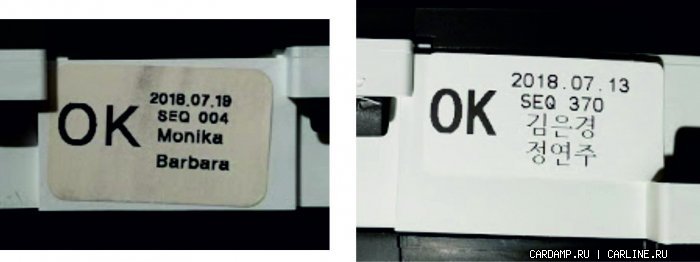 OK
2018.07.19
SEQ 004
Monika
Barbara
OK
2018.07.13
SEQ 370
김은경
정연주
CARDAMP.RU | CARLINE.RU